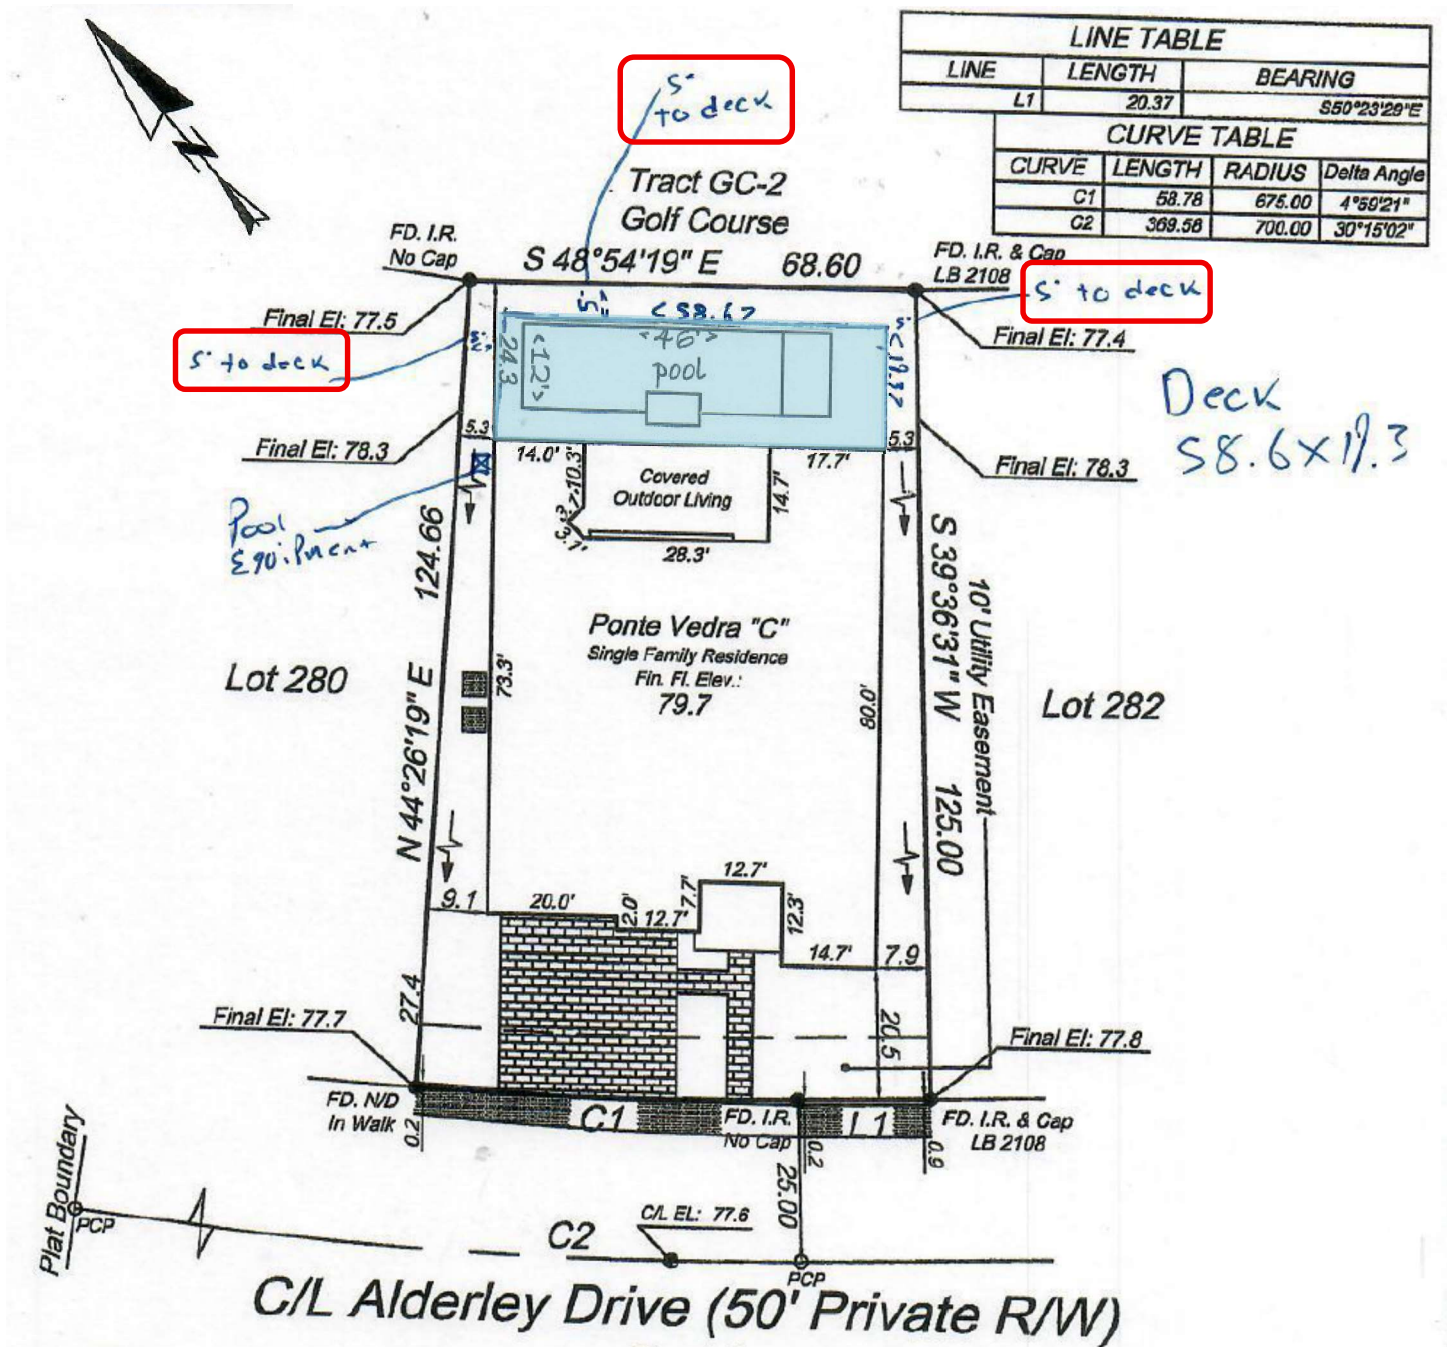 LINE TABLE
LINE LENGTH BEARING
L1 20.37 S50°23'29"E
CURVE TABLE
CURVE LENGTH RADIUS Delta Angle
C1 58.78 675.00 4°59'21"
C2 369.58 700.00 30°15'02"
5'
to deck
Tract GC-2
Golf Course
FD. I.R.
No Cap
S 48°54'19" E 68.60
FD. I.R. & Cap
LB 2108
5' to deck
Final El: 77.5
5' to deck
5'
<58.67
5'
Final El: 77.4
24.3
<12'>
<46'>
pool
<19.37
Deck
58.6x19.3
Final El: 78.3
5.3
14.0'
10.3'
Covered
Outdoor Living
14.7'
17.7'
5.3
Final El: 78.3
Pool
Equipment
3.7'
28.3'
124.66
N 44°26'19" E
Lot 280
73.3'
Ponte Vedra "C"
Single Family Residence
Fin. Fl. Elev.:
79.7
80.0'
S 39°36'31" W 125.00
10' Utility Easement
Lot 282
9.1
20.0'
2.0'
12.7'
7.7'
12.7'
12.3'
14.7'
7.9
27.4
20.5
Final El: 77.7
Final El: 77.8
FD. N/D
In Walk
0.2
C1
FD. I.R.
No Cap
0.2
L1
0.9
FD. I.R. & Cap
LB 2108
25.00
Plat Boundary
PCP
C2
C/L EL: 77.6
PCP
C/L Alderley Drive (50' Private R/W)